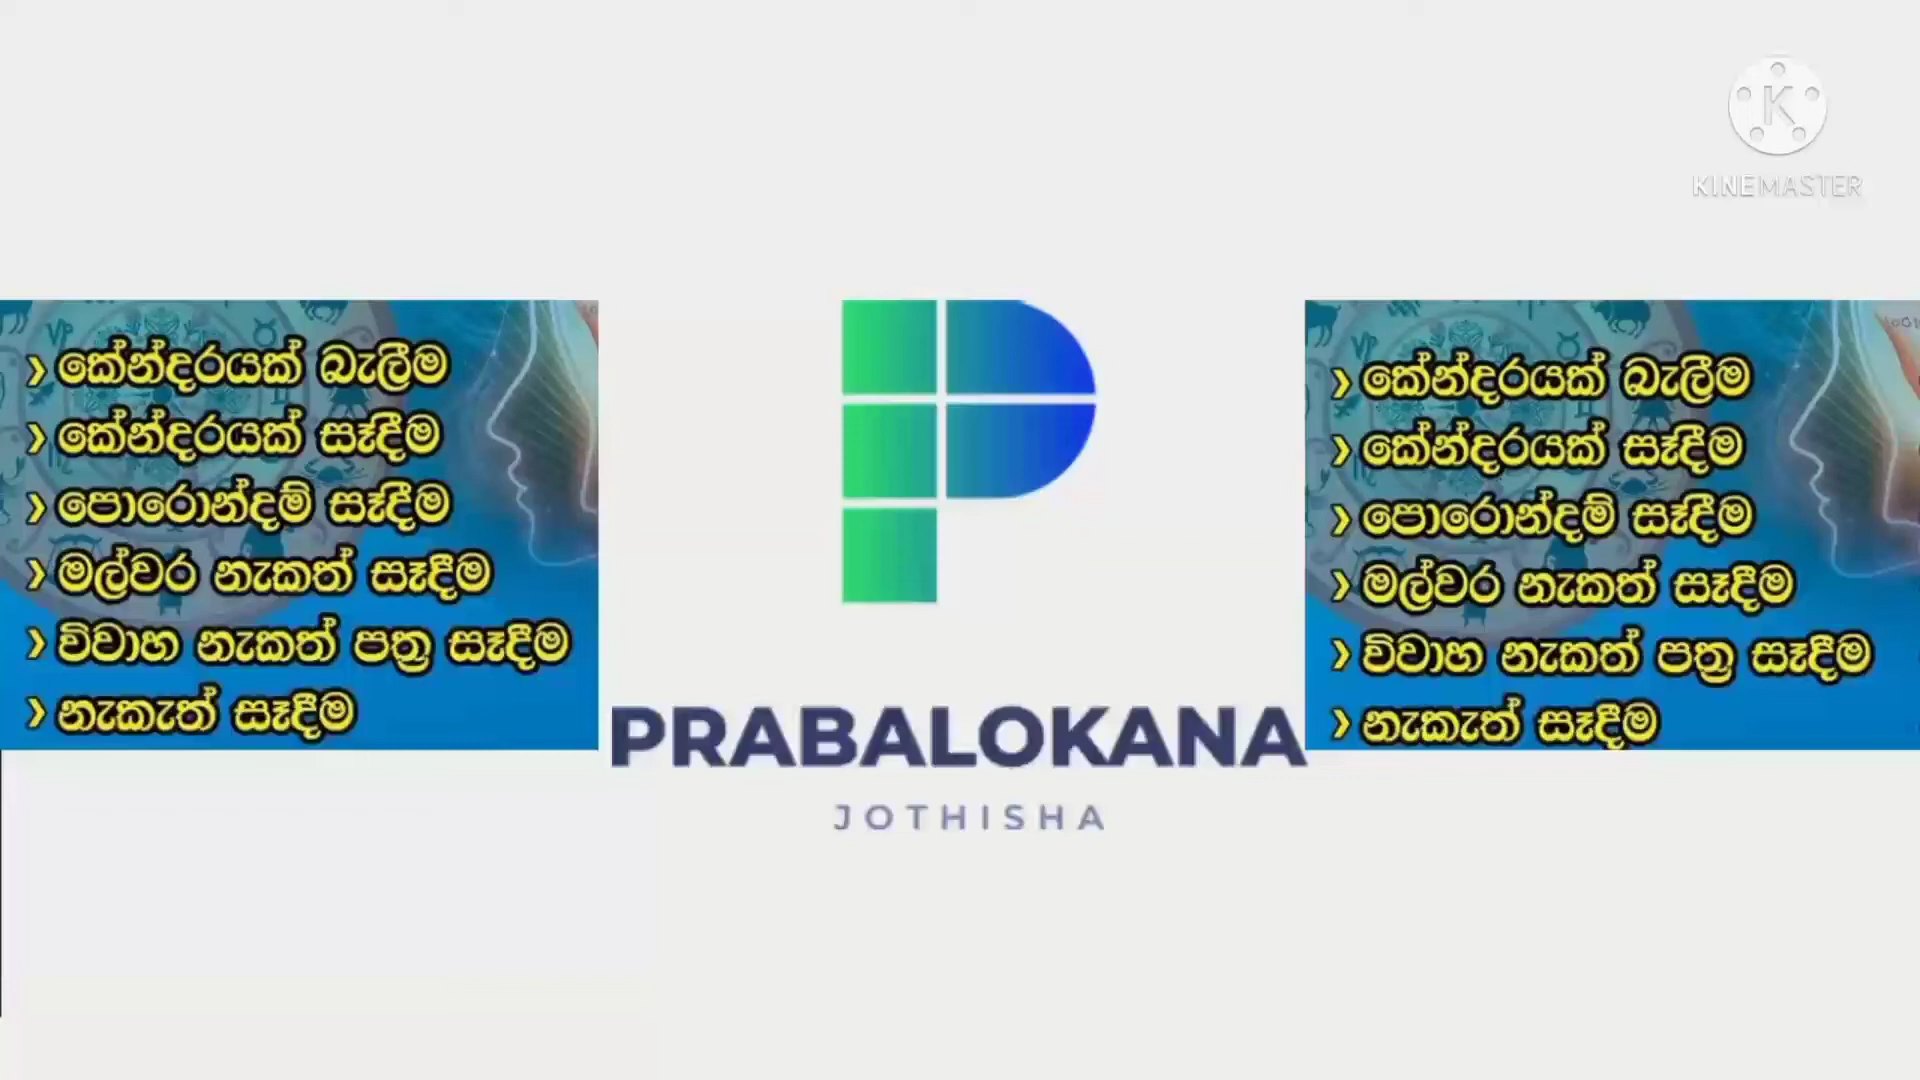 KINEMASTER
› කේන්දරයක් බැලීම
› කේන්දරයක් සෑදීම
› පොරොන්දම් සෑදීම
› මල්වර නැකත් සෑදීම
› විවාහ නැකත් පත්‍ර සෑදීම
› නැකැත් සෑදීම
PRABALOKANA
JOTHISHA
› කේන්දරයක් බැලීම
› කේන්දරයක් සෑදීම
› පොරොන්දම් සෑදීම
› මල්වර නැකත් සෑදීම
› විවාහ නැකත් පත්‍ර සෑදීම
› නැකැත් සෑදීම